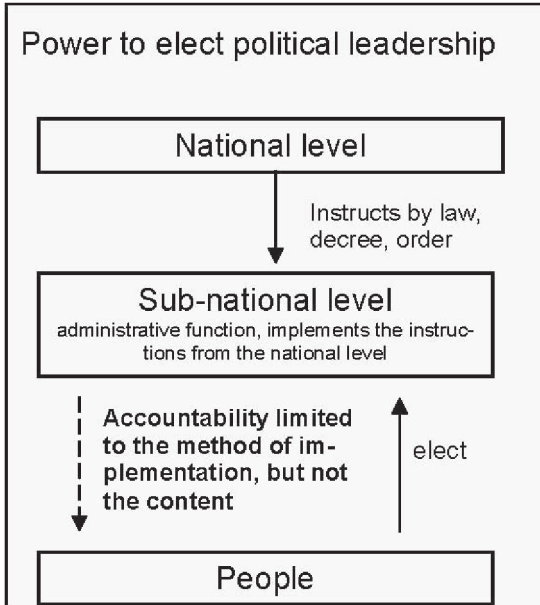 Power to elect political leadership
National level
Instructs by law,
decree, order
Sub-national level
administrative function, implements the instruc-
tions from the national level
Accountability limited
to the method of im-
plementation, but not
the content
elect
People